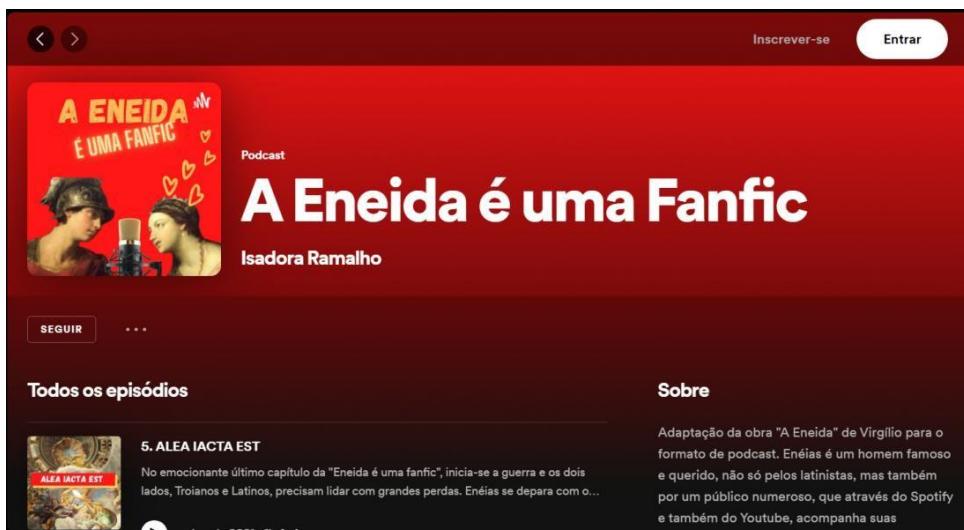 Inscrever-se
Entrar
A ENEIDA
É UMA FANFIC
Podcast
A Eneida é uma Fanfic
Isadora Ramalho
SEGUIR
Todos os episódios
ALEA IACTA EST
5. ALEA IACTA EST
No emocionante último capítulo da "Eneida é uma fanfic", inicia-se a guerra e os dois
lados, Troianos e Latinos, precisam lidar com grandes perdas. Enéias se depara com o...
Sobre
Adaptação da obra "A Eneida" de Virgílio para o
formato de podcast. Enéias é um homem famoso
e querido, não só pelos latinistas, mas também
por um público numeroso, que através do Spotify
e também do Youtube, acompanha suas